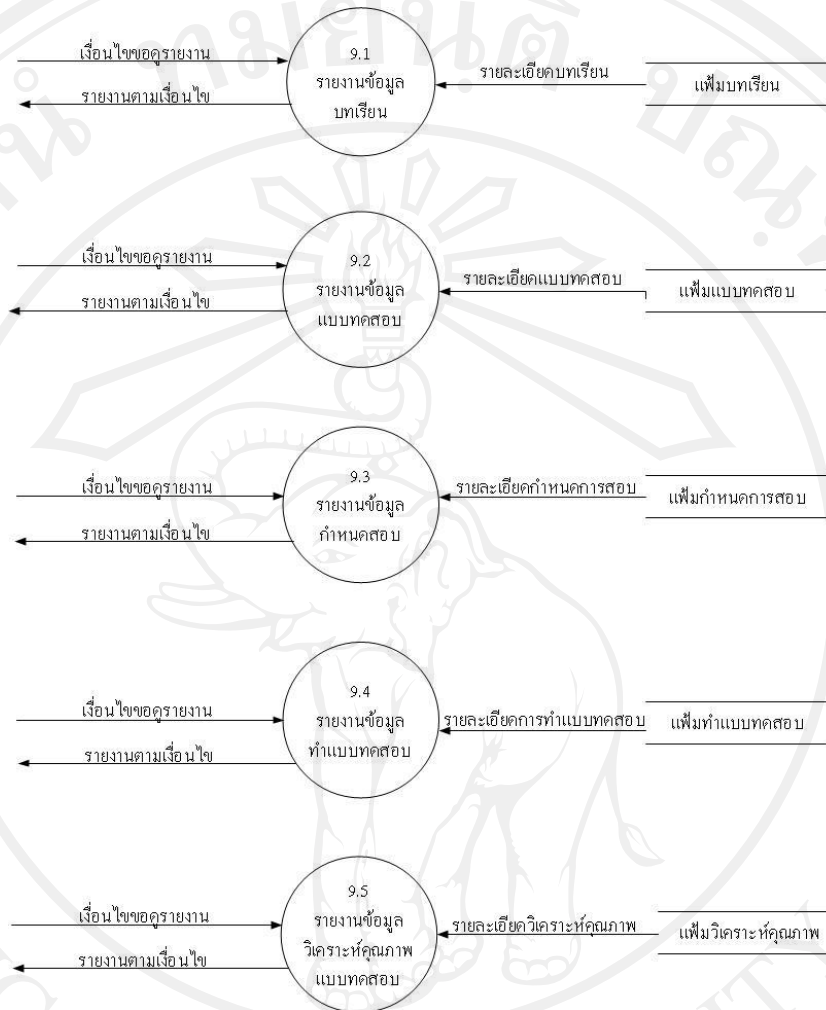 เงื่อนไขขอดูรายงาน
รายงานตามเงื่อนไข
9.1
รายงานข้อมูล
บทเรียน
รายละเอียดบทเรียน
แฟ้มบทเรียน
เงื่อนไขขอดูรายงาน
รายงานตามเงื่อนไข
9.2
รายงานข้อมูล
แบบทดสอบ
รายละเอียดแบบทดสอบ
แฟ้มแบบทดสอบ
เงื่อนไขขอดูรายงาน
รายงานตามเงื่อนไข
9.3
รายงานข้อมูล
กำหนดสอบ
รายละเอียดกำหนดการสอบ
แฟ้มกำหนดการสอบ
เงื่อนไขขอดูรายงาน
รายงานตามเงื่อนไข
9.4
รายงานข้อมูล
ทำแบบทดสอบ
รายละเอียดการทำแบบทดสอบ
แฟ้มทำแบบทดสอบ
เงื่อนไขขอดูรายงาน
รายงานตามเงื่อนไข
9.5
รายงานข้อมูล
วิเคราะห์คุณภาพ
แบบทดสอบ
รายละเอียดวิเคราะห์คุณภาพ
แฟ้มวิเคราะห์คุณภาพ